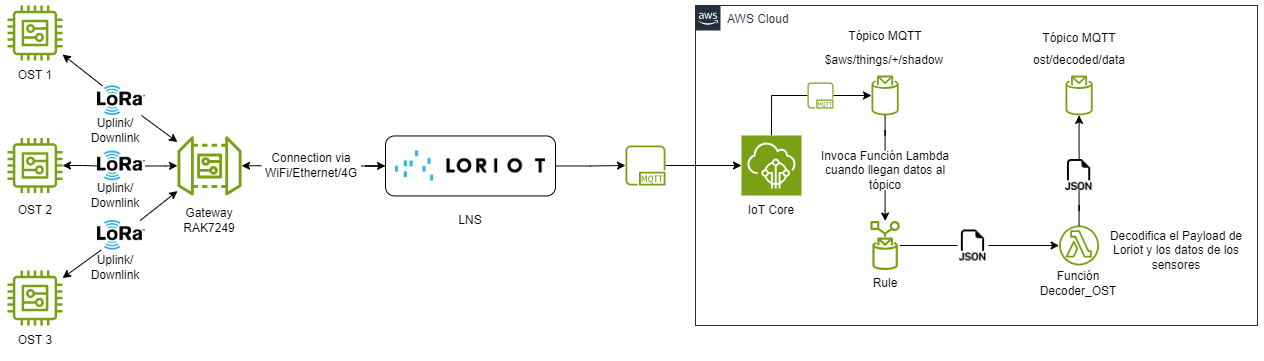 OST 1
LoRa
Uplink/
Downlink
OST 2
LoRa
Uplink/
Downlink
Gateway
RAK7249
LoRa
Uplink/
Downlink
OST 3
Connection via
WiFi/Ethernet/4G
LORIOT
LNS
MQTT
aws
AWS Cloud
IoT Core
MQTT
Tópico MQTT
$aws/things/+/shadow
Invoca Función Lambda
cuando llegan datos al
tópico
Rule
JSON
Tópico MQTT
ost/decoded/data
JSON
Decodifica el Payload de
Loriot y los datos de los
sensores
Función
Decoder_OST